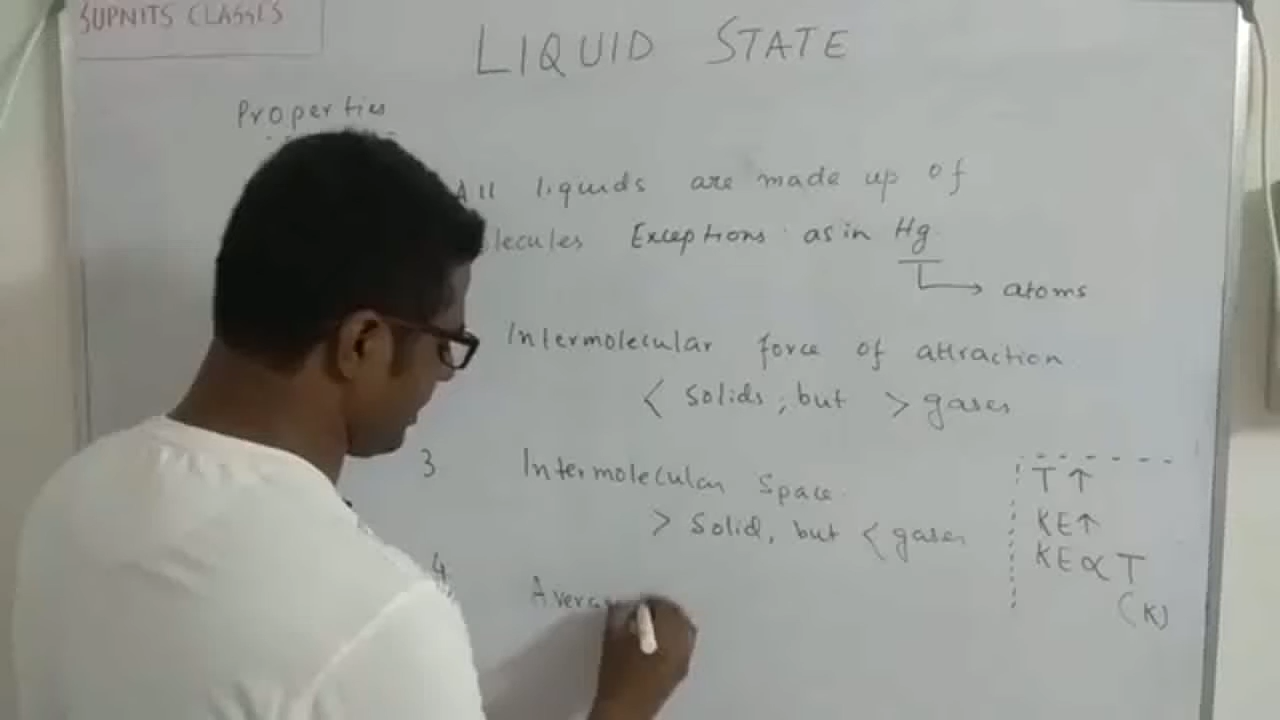 SUPNITS CLASSES
LIQUID STATE
Properties
All liquids are made up of
lecules Exceptions as in Hg
atoms
Intermolecular force of attraction
< solids, but > gases
3 Intermolecular Space
> Solid, but < gases
T ↑
KE ↑
KE ∝ T
(K)
4 Avera